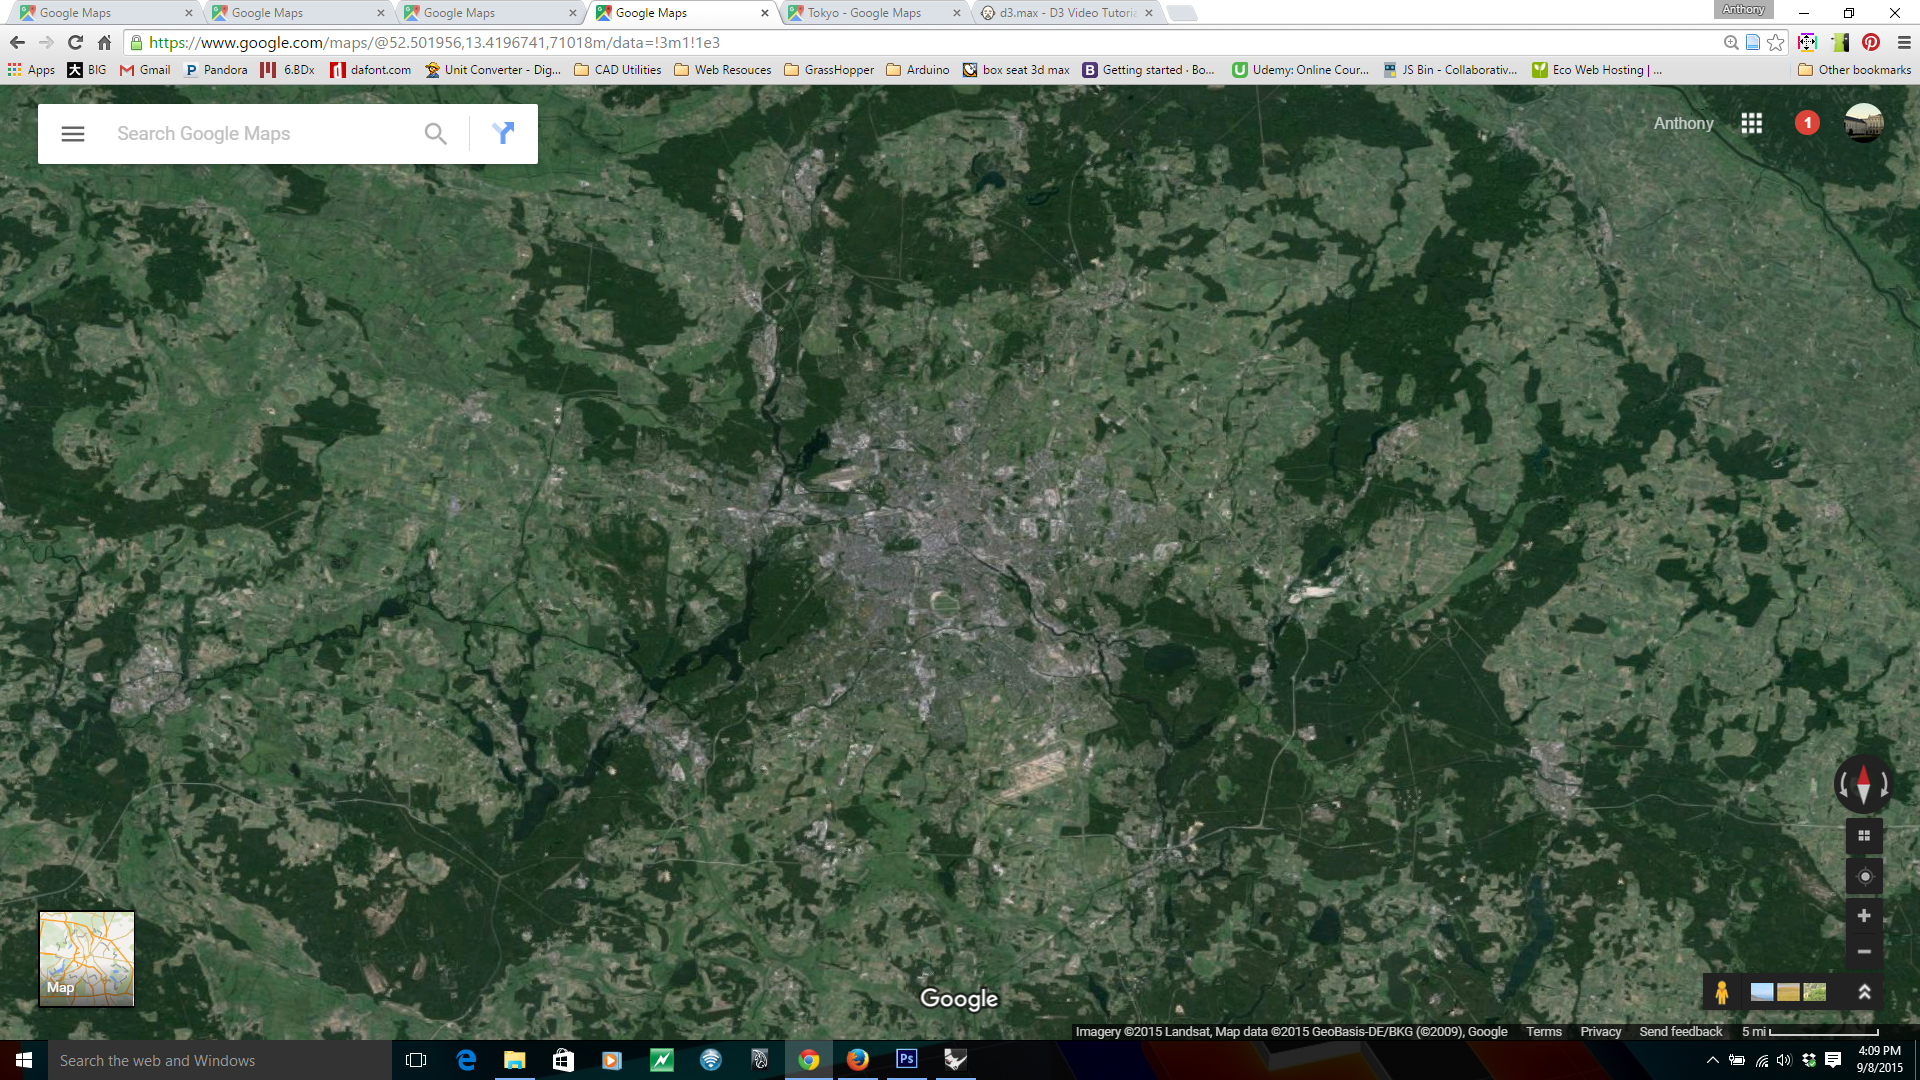 Google Maps
Google Maps
Google Maps
Google Maps
Tokyo - Google Maps
d3.max - D3 Video Tutoria
Anthony
https://www.google.com/maps/@52.501956,13.4196741,71018m/data=!3m1!1e3
Apps
BIG
Gmail
Pandora
6.BDx
dafont.com
Unit Converter - Dig...
CAD Utilities
Web Resouces
GrassHopper
Arduino
box seat 3d max
Getting started · Bo...
Udemy: Online Cour...
JS Bin - Collaborativ...
Eco Web Hosting | ...
Other bookmarks
Search Google Maps
Anthony
1
Map
Google
Imagery ©2015 Landsat, Map data ©2015 GeoBasis-DE/BKG (©2009), Google
Terms
Privacy
Send feedback
5 mi
Search the web and Windows
Ps
4:09 PM
9/8/2015